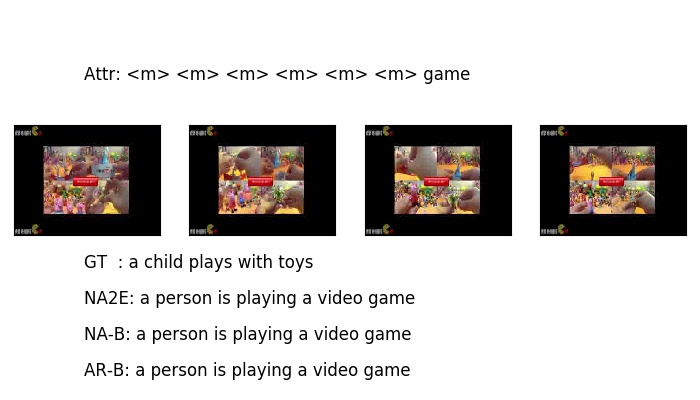 Attr: <m> <m> <m> <m> <m> <m> game
GT : a child plays with toys
NA2E: a person is playing a video game
NA-B: a person is playing a video game
AR-B: a person is playing a video game